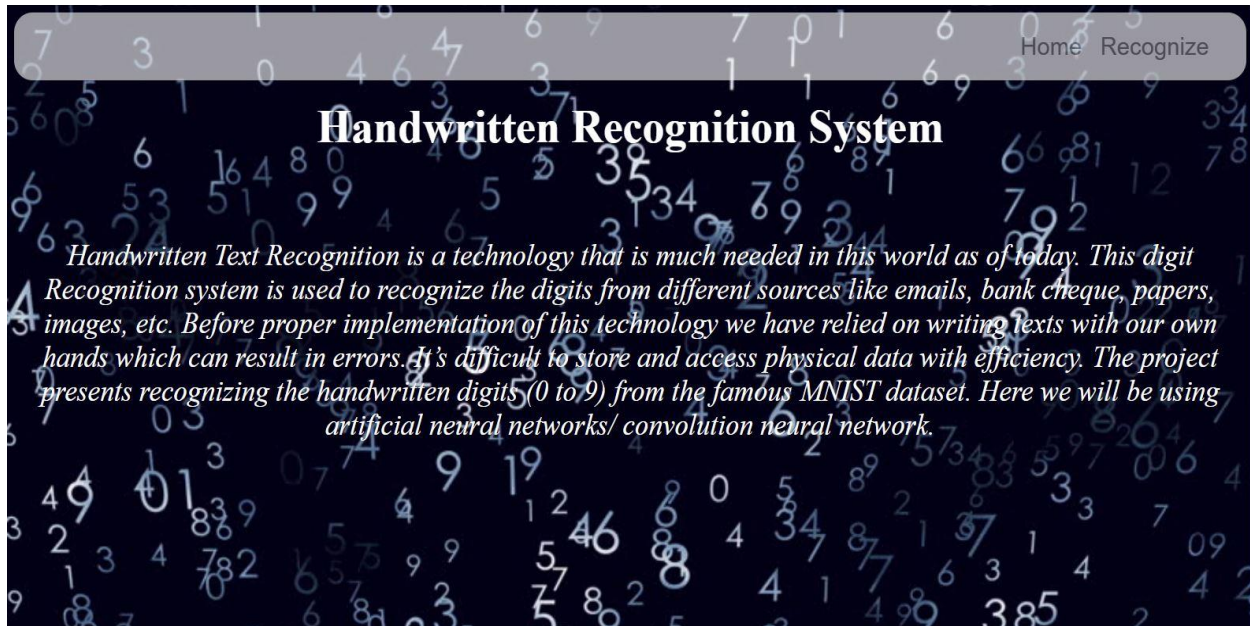 Home Recognize
Handwritten Recognition System
Handwritten Text Recognition is a technology that is much needed in this world as of today. This digit
Recognition system is used to recognize the digits from different sources like emails, bank cheque, papers,
images, etc. Before proper implementation of this technology we have relied on writing texts with our own
hands which can result in errors. It’s difficult to store and access physical data with efficiency. The project
presents recognizing the handwritten digits (0 to 9) from the famous MNIST dataset. Here we will be using
artificial neural networks/ convolution neural network.